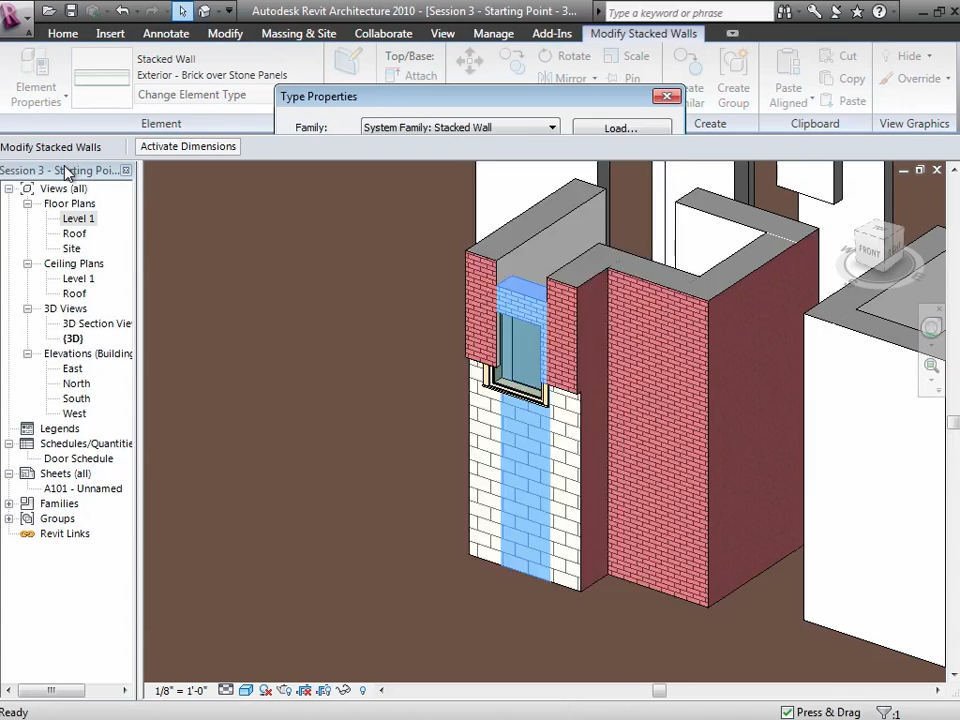 Autodesk Revit Architecture 2010 - [Session 3 - Starting Point - 3...
Type a keyword or phrase
Home Insert Annotate Modify Massing & Site Collaborate View Manage Add-Ins Modify Stacked Walls
Element
Properties
Stacked Wall
Exterior - Brick over Stone Panels
Change Element Type
Top/Base:
Attach
Rotate
Mirror
Scale
Pin
Create
Group
Paste
Aligned
Cut
Copy
Paste
Hide
Override
Type Properties
Family:
System Family: Stacked Wall
Load...
Element Create Clipboard View Graphics
Modify Stacked Walls
Activate Dimensions
Session 3 - Starting Poi...
Views (all)
Floor Plans
Level 1
Roof
Site
Ceiling Plans
Level 1
Roof
3D Views
3D Section Vie
{3D}
Elevations (Building
East
North
South
West
Legends
Schedules/Quantities
Door Schedule
Sheets (all)
A101 - Unnamed
Families
Groups
Revit Links
FRONT
1/8" = 1'-0"
Ready
Press & Drag
:1